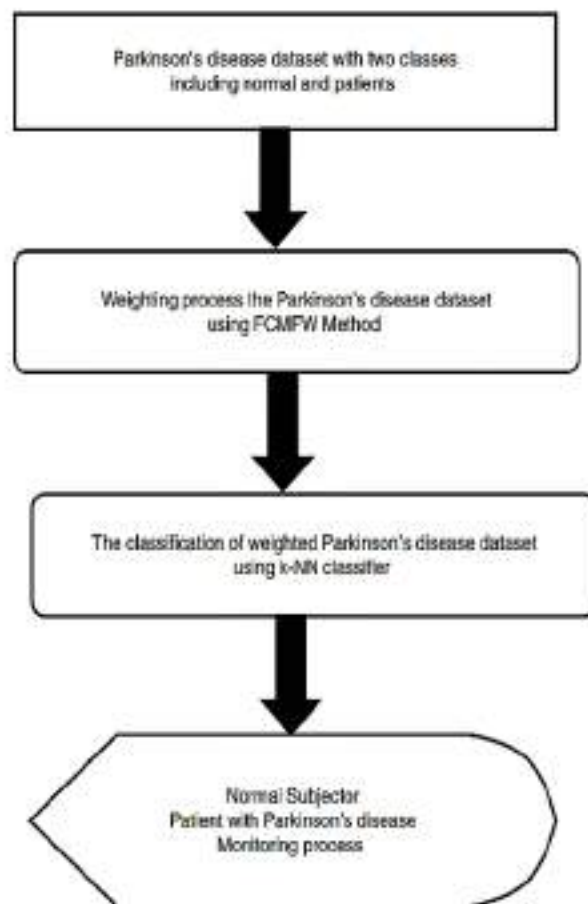 Parkinson's disease dataset with two classes
including normal and patients
Weighting process the Parkinson's disease dataset
using FCMFW Method
The classification of weighted Parkinson's disease dataset
using k-NN classifier
Normal Subjector
Patient with Parkinson's disease
Monitoring process